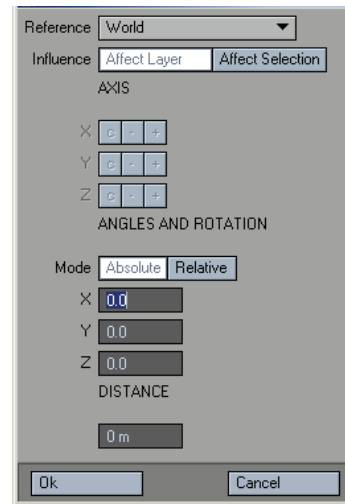 Reference World
Influence Affect Layer Affect Selection
AXIS
X c - +
Y c - +
Z c - +
ANGLES AND ROTATION
Mode Absolute Relative
X 0.0
Y 0.0
Z 0.0
DISTANCE
0 m
Ok Cancel